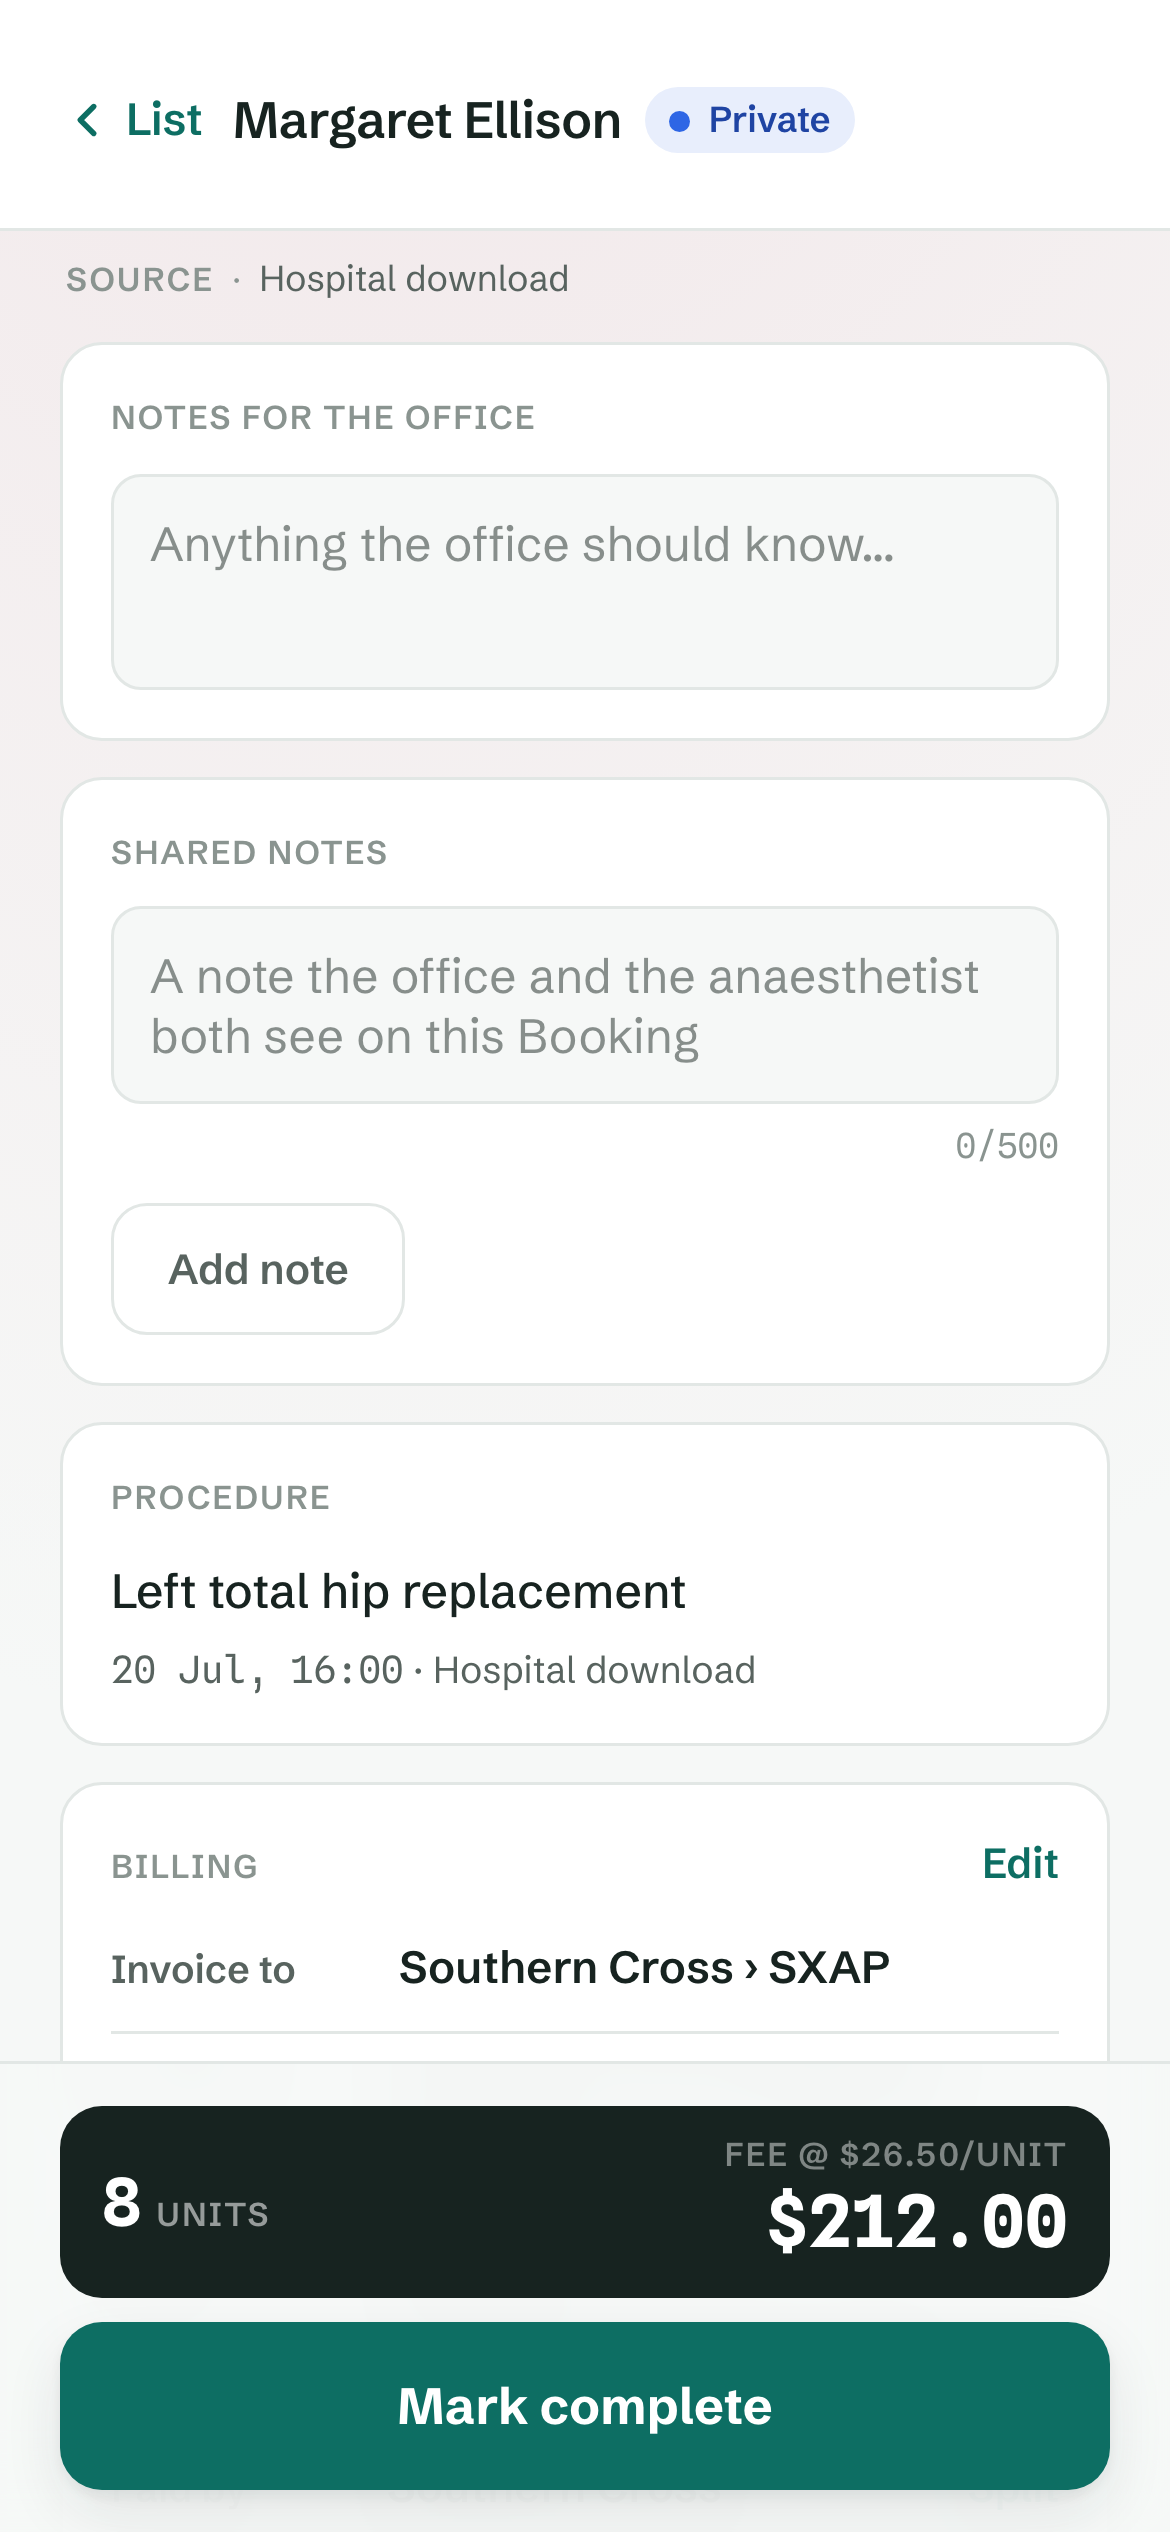 List Margaret Ellison Private
SOURCE · Hospital download
NOTES FOR THE OFFICE
Anything the office should know...
SHARED NOTES
A note the office and the anaesthetist
both see on this Booking
0/500
Add note
PROCEDURE
Left total hip replacement
20 Jul, 16:00 · Hospital download
BILLING Edit
Invoice to Southern Cross › SXAP
FEE @ $26.50/UNIT
8 UNITS $212.00
Mark complete